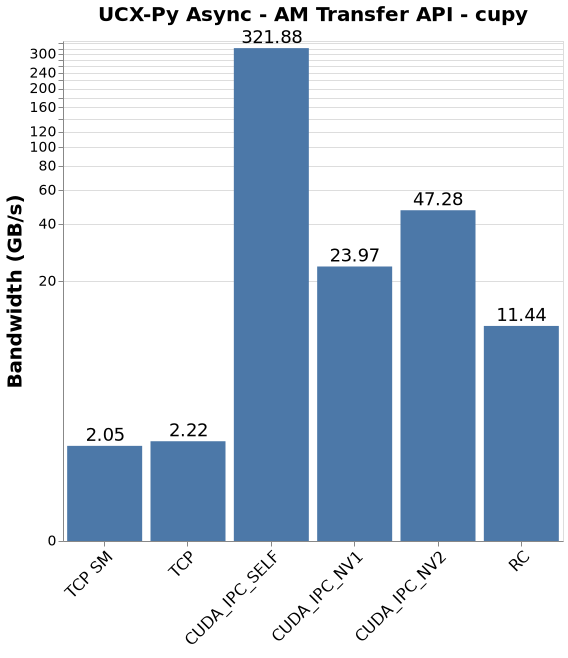 UCX-Py Async - AM Transfer API - cupy
Bandwidth (GB/s)
300
240
200
160
120
100
80
60
40
20
0
2.05
2.22
321.88
23.97
47.28
11.44
TCP SM
TCP
CUDA_IPC_SELF
CUDA_IPC_NV1
CUDA_IPC_NV2
RC